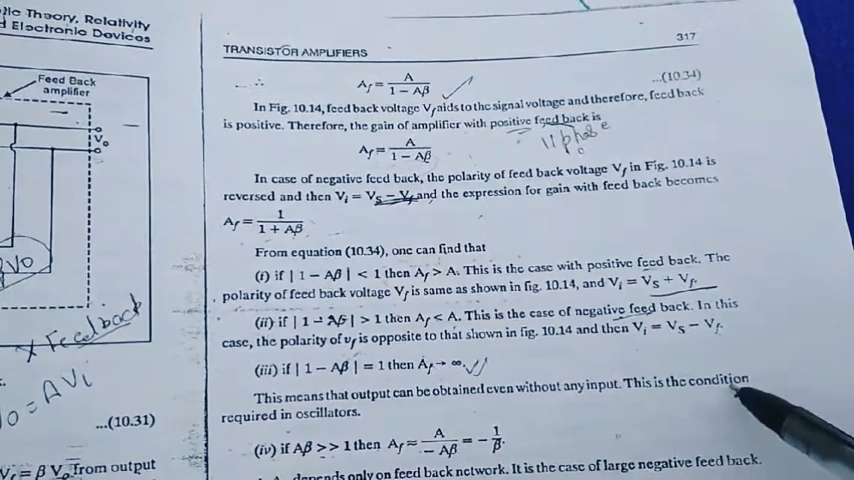 tic Theory, Relativity
d Electronic Devices
Feed Back
amplifier
Vo
VO
x Feedback
O = AVi
...(10.31)
Vf = β Vo from output
TRANSISTOR AMPLIFIERS
317
∴ Af = A / (1 − Aβ) ...(10.34)
In Fig. 10.14, feed back voltage Vf aids to the signal voltage and therefore, feed back
is positive. Therefore, the gain of amplifier with positive feed back is
Af = A / (1 − Aβ)
In case of negative feed back, the polarity of feed back voltage Vf in Fig. 10.14 is
reversed and then Vi = VS − Vf and the expression for gain with feed back becomes
Af = 1 / (1 + Aβ)
From equation (10.34), one can find that
(i) if | 1 − Aβ | < 1 then Af > A. This is the case with positive feed back. The
polarity of feed back voltage Vf is same as shown in fig. 10.14, and Vi = VS + Vf.
(ii) if | 1 − Aβ | > 1 then Af < A. This is the case of negative feed back. In this
case, the polarity of vf is opposite to that shown in fig. 10.14 and then Vi = VS − Vf.
(iii) if | 1 − Aβ | = 1 then Af → ∞.
This means that output can be obtained even without any input. This is the condition
required in oscillators.
(iv) if Aβ >> 1 then Af ≈ A / (− Aβ) = − 1 / β.
depends only on feed back network. It is the case of large negative feed back.